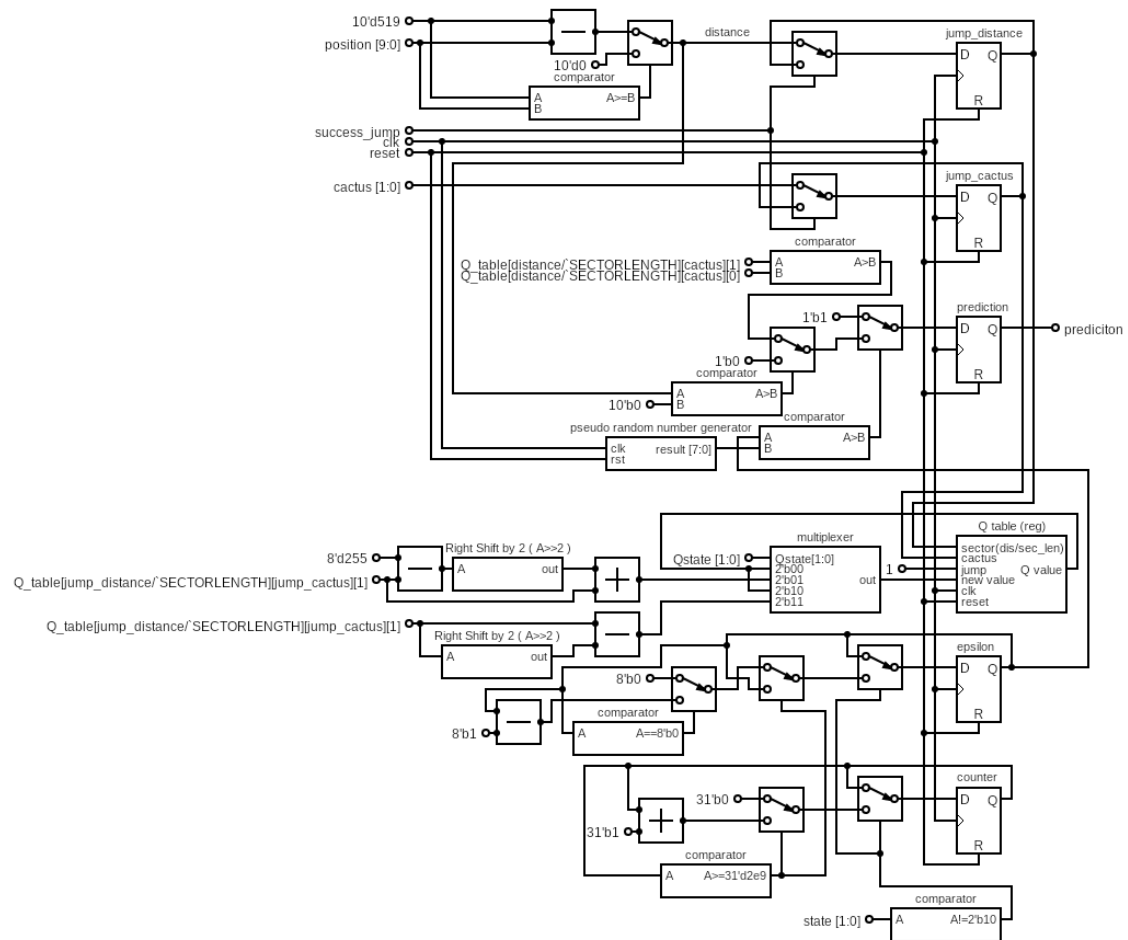 10'd519
position [9:0]
10'd0
comparator
A
B
A>=B
distance
jump_distance
D
Q
R
success_jump
clk
reset
cactus [1:0]
jump_cactus
D
Q
R
comparator
Q_table[distance/`SECTORLENGTH][cactus][1]
Q_table[distance/`SECTORLENGTH][cactus][0]
A
B
A>B
1'b1
prediction
D
Q
R
prediciton
1'b0
comparator
10'b0
A
B
A>B
pseudo random number generator
clk
rst
result [7:0]
comparator
A
B
A>B
8'd255
Q_table[jump_distance/`SECTORLENGTH][jump_cactus][1]
Right Shift by 2 ( A>>2 )
A
out
multiplexer
Qstate [1:0]
Qstate[1:0]
2'b00
2'b01
2'b10
2'b11
out
Q table (reg)
1
sector(dis/sec_len)
cactus
jump
new value
clk
reset
Q value
Q_table[jump_distance/`SECTORLENGTH][jump_cactus][1]
Right Shift by 2 ( A>>2 )
A
out
8'b0
epsilon
D
Q
R
8'b1
comparator
A
A==8'b0
31'b0
counter
D
Q
R
31'b1
comparator
A
A>=31'd2e9
comparator
state [1:0]
A
A!=2'b10